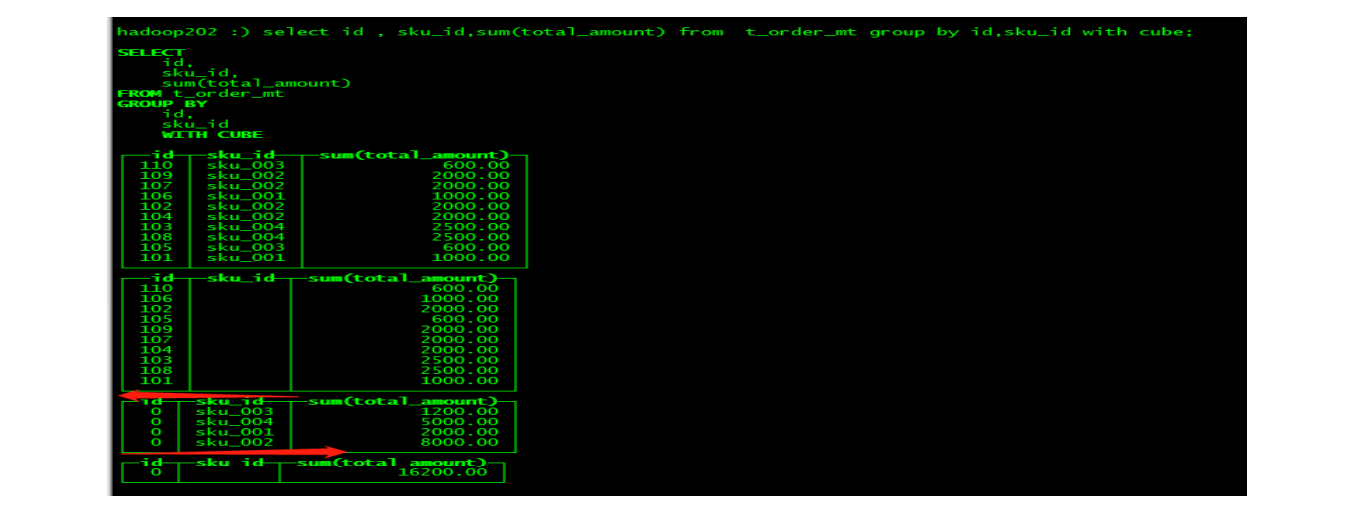 hadoop202 :) select id , sku_id,sum(total_amount) from  t_order_mt group by id,sku_id with cube;
SELECT
id,
sku_id,
sum(total_amount)
FROM t_order_mt
GROUP BY
id,
sku_id
WITH CUBE
id sku_id sum(total_amount)
110 sku_003 600.00
109 sku_002 2000.00
107 sku_002 2000.00
106 sku_001 1000.00
102 sku_002 2000.00
104 sku_002 2000.00
103 sku_004 2500.00
108 sku_004 2500.00
105 sku_003 600.00
101 sku_001 1000.00
id sku_id sum(total_amount)
110 600.00
106 1000.00
102 2000.00
105 600.00
109 2000.00
107 2000.00
104 2000.00
103 2500.00
108 2500.00
101 1000.00
id sku_id sum(total_amount)
0 sku_003 1200.00
0 sku_004 5000.00
0 sku_001 2000.00
0 sku_002 8000.00
id sku_id sum(total_amount)
0 16200.00